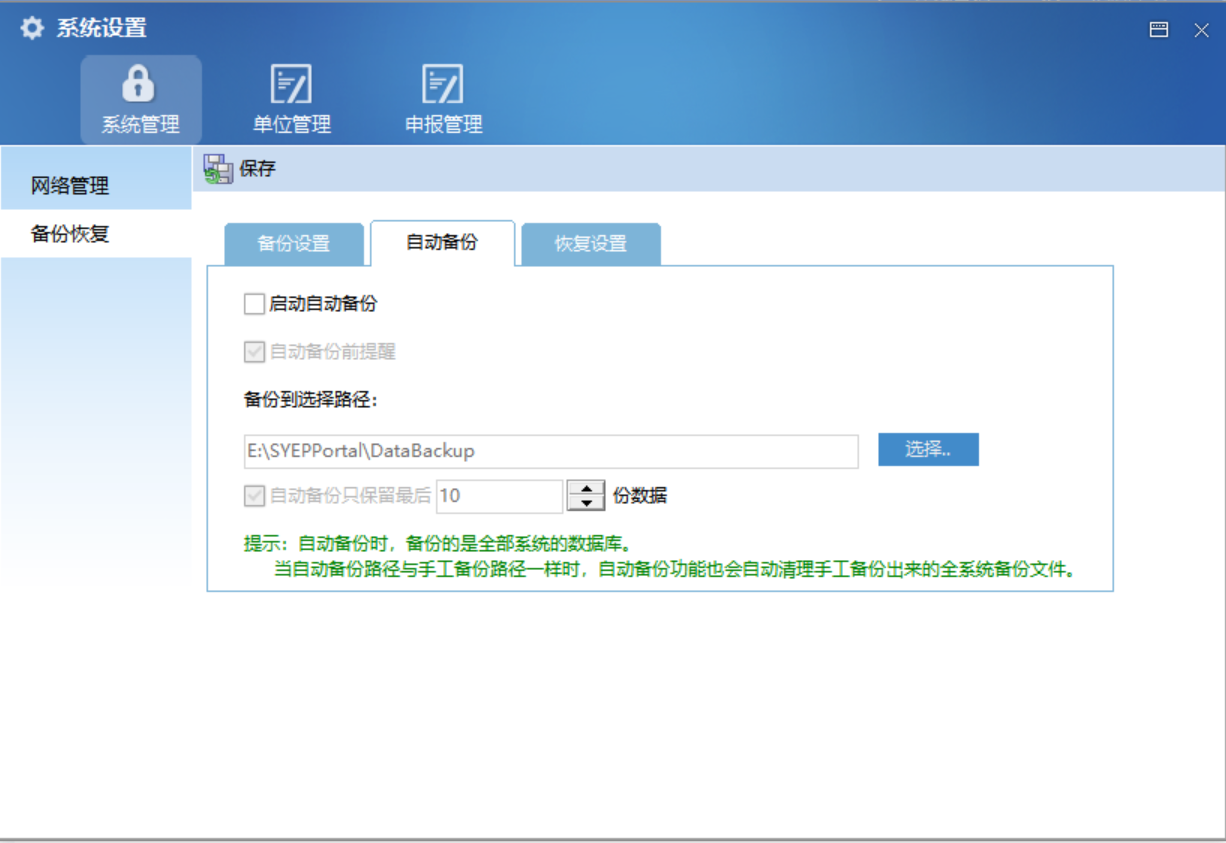 系统设置
系统管理
单位管理
申报管理
网络管理
备份恢复
保存
备份设置
自动备份
恢复设置
启动自动备份
自动备份前提醒
备份到选择路径：
E:\SYEPPortal\DataBackup
选择..
自动备份只保留最后 10 份数据
提示：自动备份时，备份的是全部系统的数据库。
当自动备份路径与手工备份路径一样时，自动备份功能也会自动清理手工备份出来的全系统备份文件。